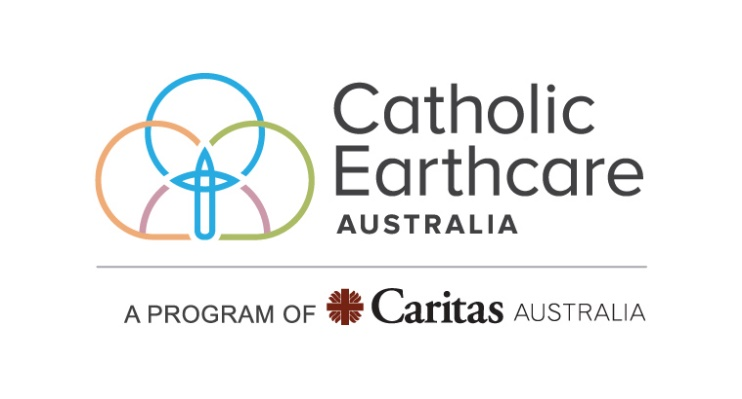 Catholic
Earthcare
AUSTRALIA
A PROGRAM OF Caritas AUSTRALIA